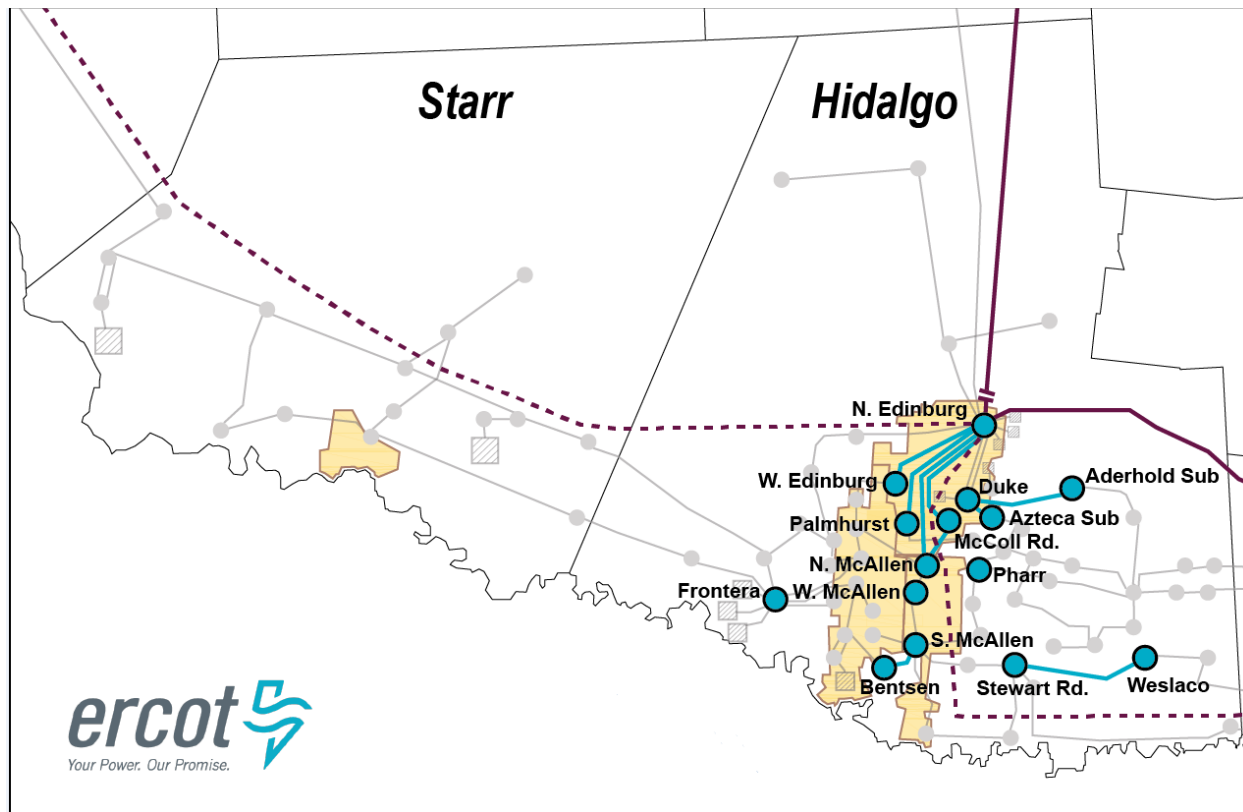 Starr
Hidalgo
N. Edinburg
W. Edinburg
Duke
Aderhold Sub
Palmhurst
Azteca Sub
McColl Rd.
N. McAllen
Pharr
Frontera
W. McAllen
S. McAllen
Bentsen
Stewart Rd.
Weslaco
ercot
Your Power. Our Promise.